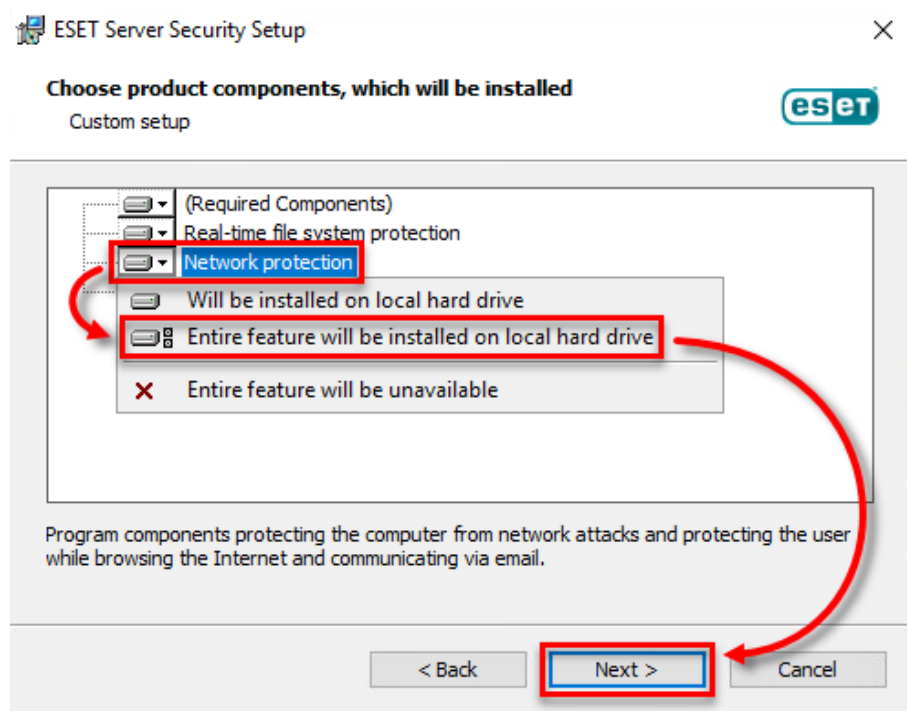 ESET Server Security Setup
Choose product components, which will be installed
Custom setup
eseT
(Required Components)
Real-time file system protection
Network protection
Will be installed on local hard drive
Entire feature will be installed on local hard drive
Entire feature will be unavailable
Program components protecting the computer from network attacks and protecting the user
while browsing the Internet and communicating via email.
< Back
Next >
Cancel